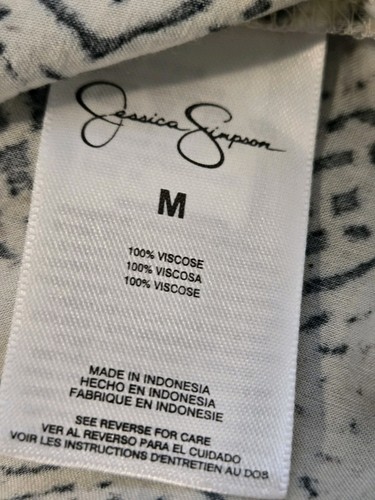 Jessica Simpson
M
100% VISCOSE
100% VISCOSA
100% VISCOSE
MADE IN INDONESIA
HECHO EN INDONESIA
FABRIQUE EN INDONESIE
SEE REVERSE FOR CARE
VER AL REVERSO PARA EL CUIDADO
VOIR LES INSTRUCTIONS D'ENTRETIEN AU DOS